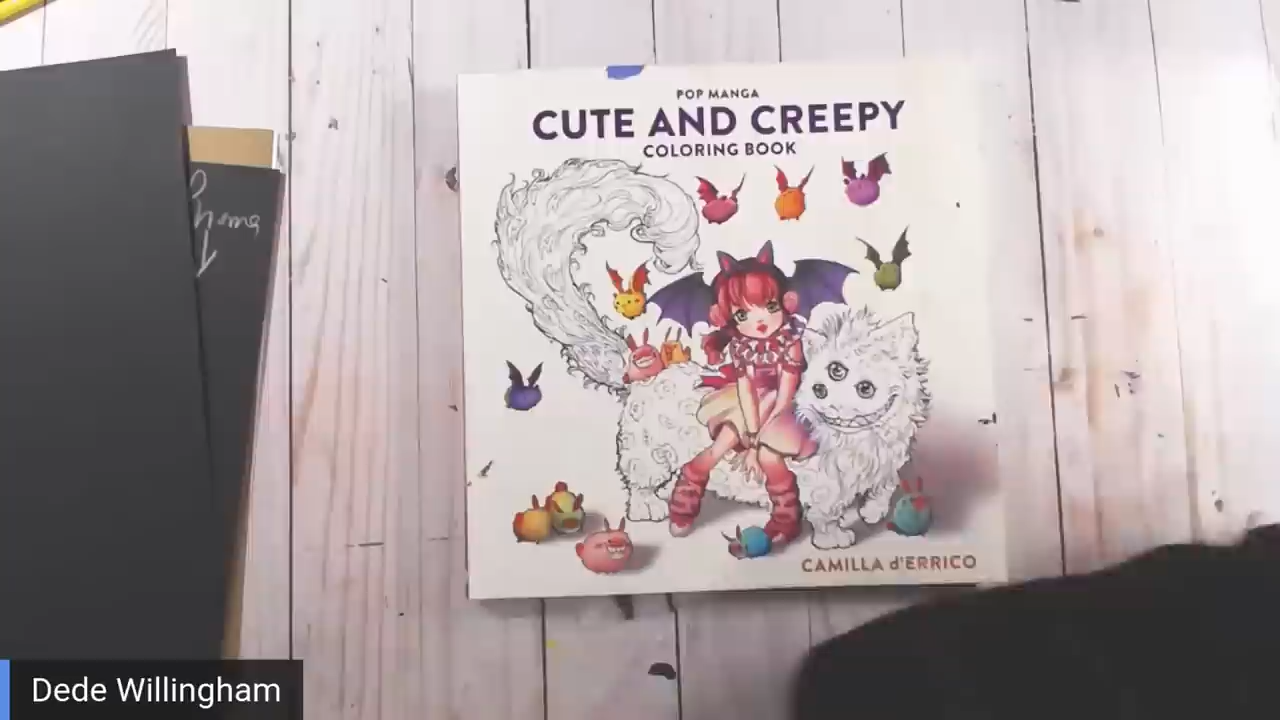 POP MANGA
CUTE AND CREEPY
COLORING BOOK
CAMILLA d'ERRICO
Dede Willingham